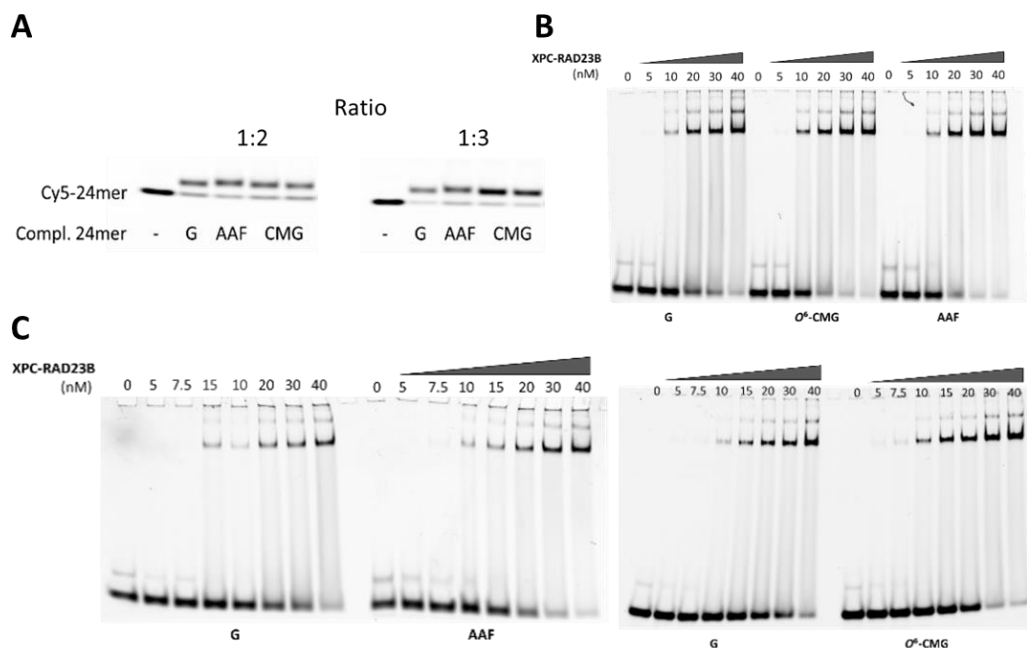 A
Ratio
1:2 1:3
Cy5-24mer
Compl. 24mer - G AAF CMG - G AAF CMG
B
XPC-RAD23B
(nM) 0 5 10 20 30 40 0 5 10 20 30 40 0 5 10 20 30 40
G O⁶-CMG AAF
C
XPC-RAD23B
(nM) 0 5 7.5 15 10 20 30 40 0 5 7.5 10 15 20 30 40
G AAF
0 5 7.5 10 15 20 30 40 0 5 7.5 10 15 20 30 40
G O⁶-CMG